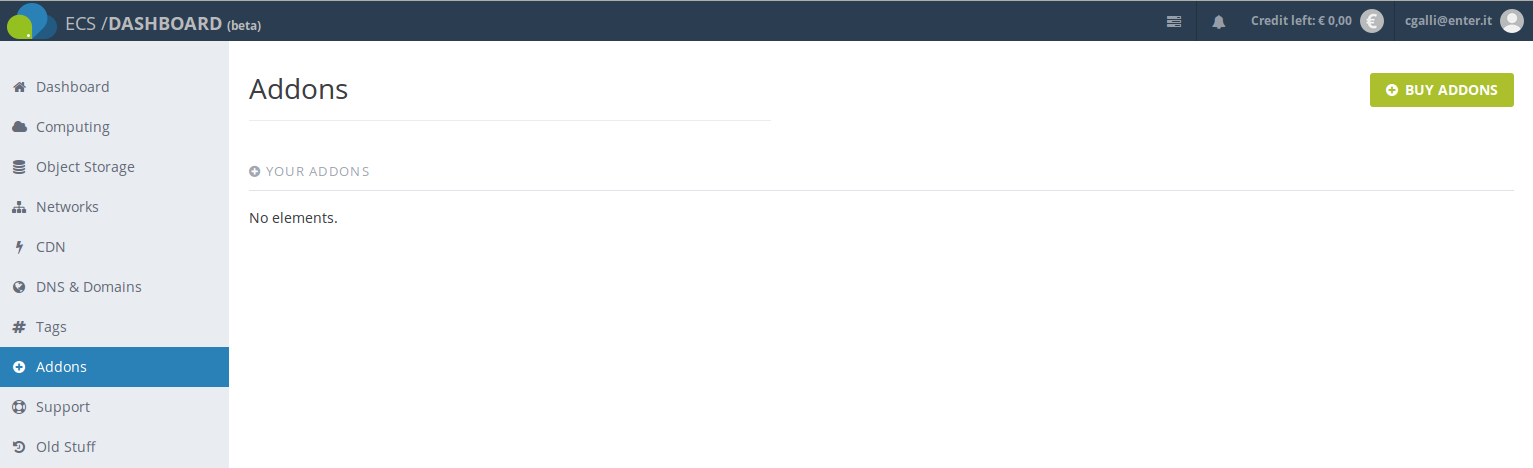 ECS /DASHBOARD (beta)
Credit left: € 0,00 €
cgalli@enter.it
Dashboard
Computing
Object Storage
Networks
CDN
DNS & Domains
Tags
Addons
Support
Old Stuff
Addons
BUY ADDONS
YOUR ADDONS
No elements.